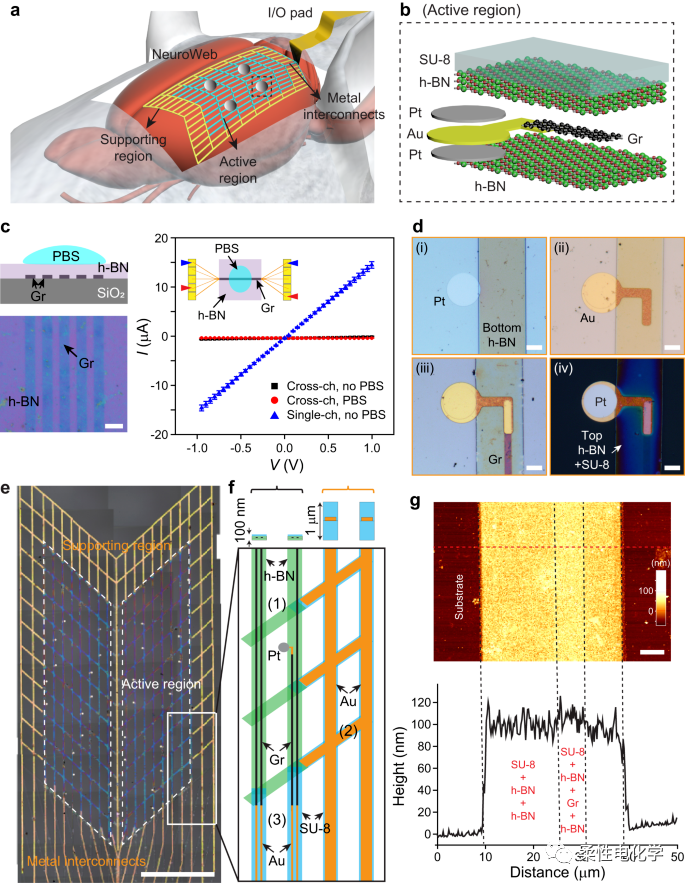 a
I/O pad
NeuroWeb
Metal
interconnects
Supporting
region
Active
region
b
(Active region)
SU-8
h-BN
Pt
Au
Gr
Pt
h-BN
c
PBS
h-BN
Gr
SiO₂
Gr
h-BN
I (μA)
20
10
0
-10
20
-1.0
-0.5
0.0
0.5
1.0
V (V)
PBS
h-BN
Gr
Cross-ch, no PBS
Cross-ch, PBS
Single-ch, no PBS
d
(i)
Pt
Bottom
h-BN
(ii)
Au
(iii)
Gr
(iv)
Pt
Top
h-BN
+SU-8
e
Supporting region
Active region
Metal interconnects
f
100 nm
1 μm
h-BN
(1)
Pt
Au
(2)
Gr
(3)
SU-8
Au
g
Substrate
(nm)
100
0
Height (nm)
120
100
80
60
40
20
0
SU-8
+
h-BN
+
h-BN
SU-8
+
h-BN
+
Gr
+
h-BN
0
10
20
30
40
50
Distance (μm)
柔性电化学